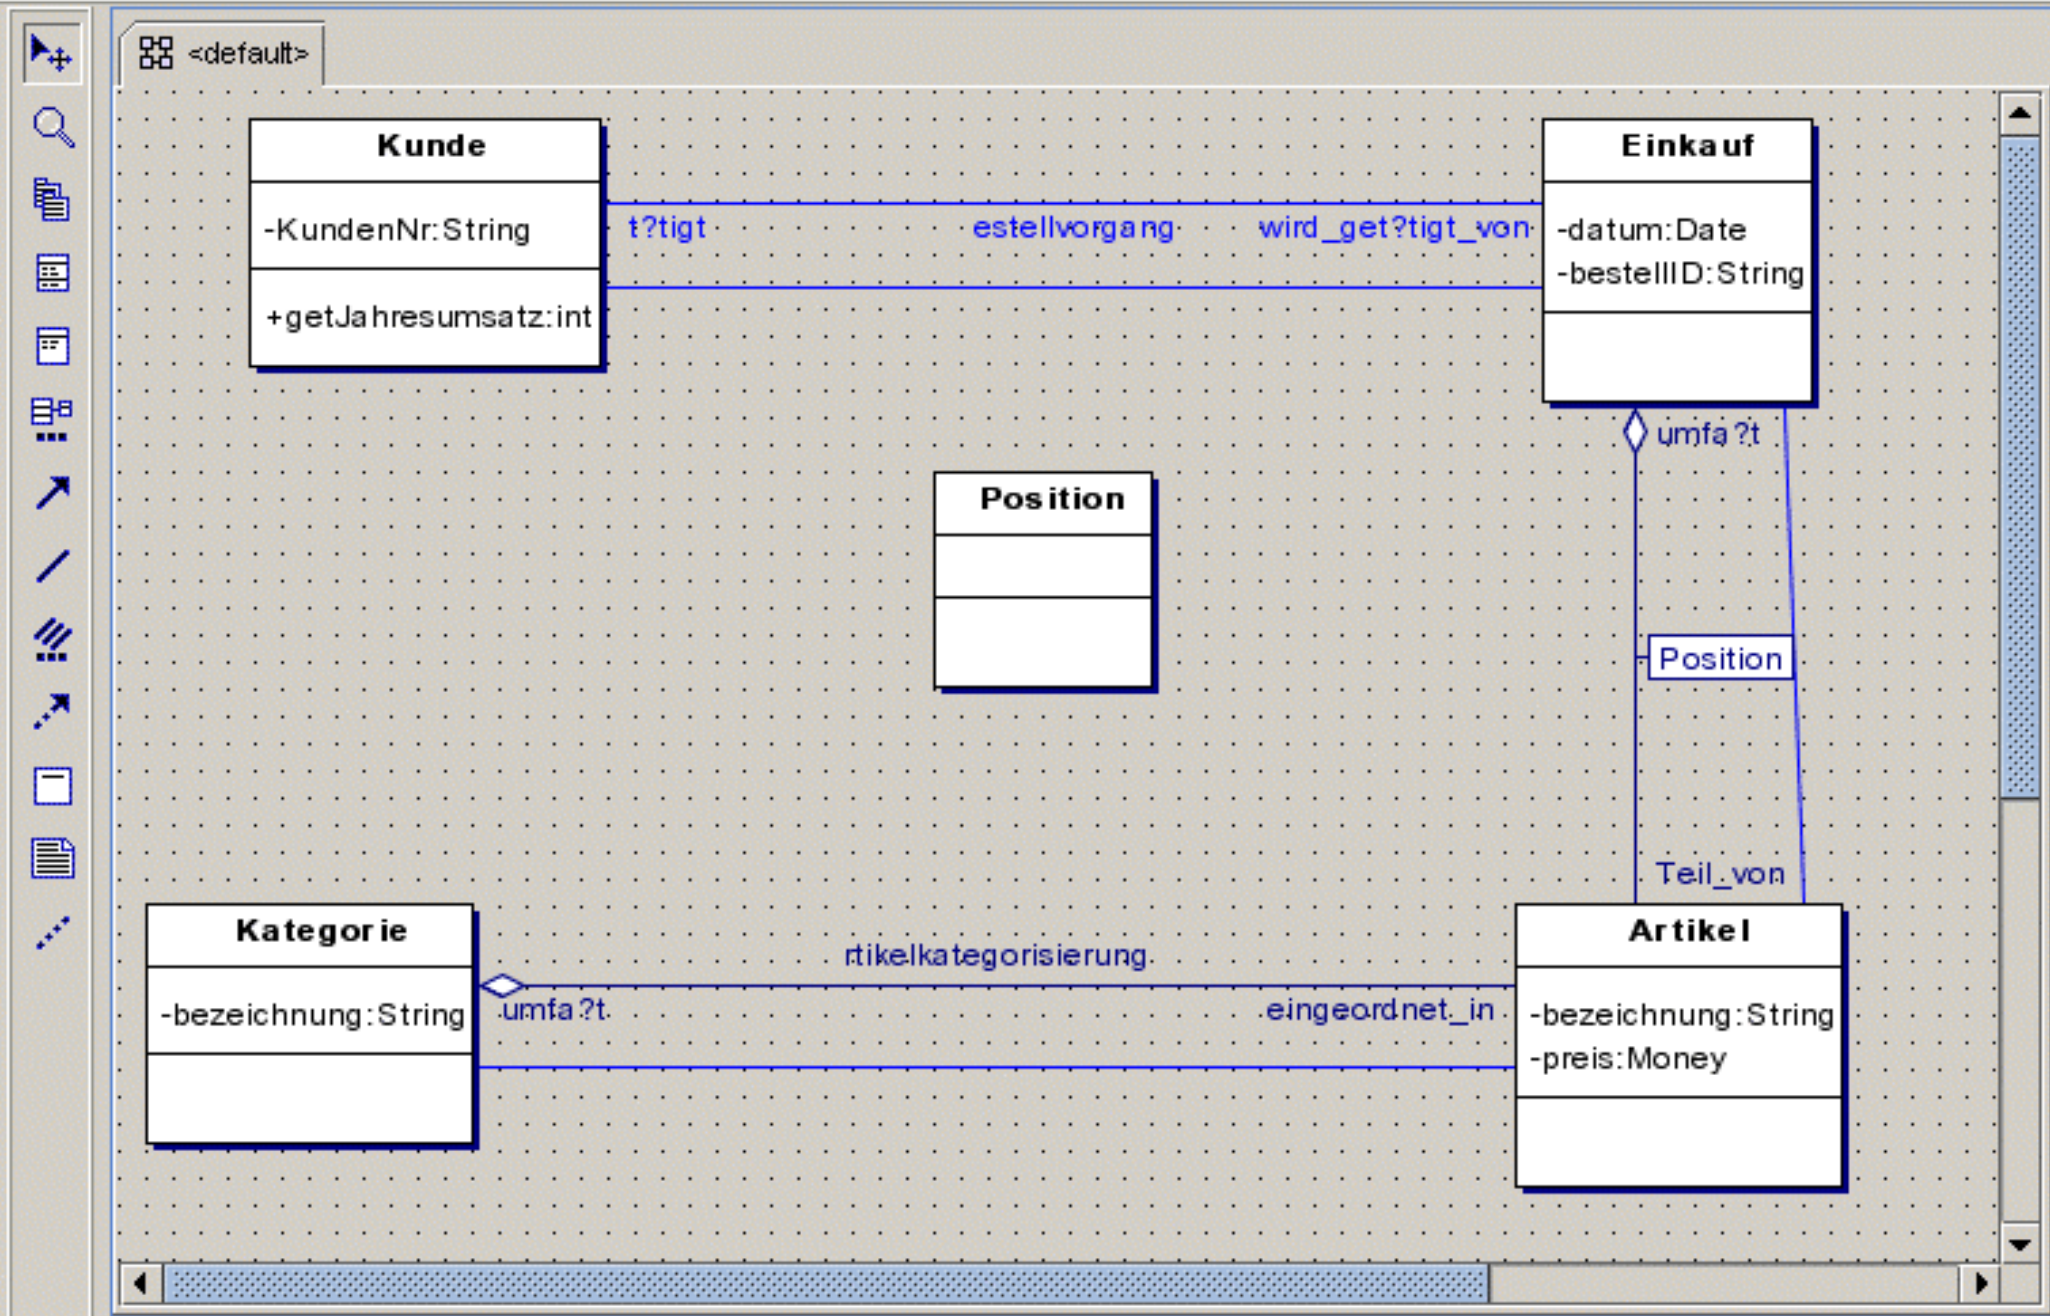 <default>
Kunde
-KundenNr:String
+getJahresumsatz:int
t?tigt
estellvorgang
wird_get?tigt_von
Einkauf
-datum:Date
-bestellID:String
umfa?t
Position
Position
Teil_von
Kategorie
-bezeichnung:String
rtikelkategorisierung
umfa?t
eingeordnet_in
Artikel
-bezeichnung:String
-preis:Money